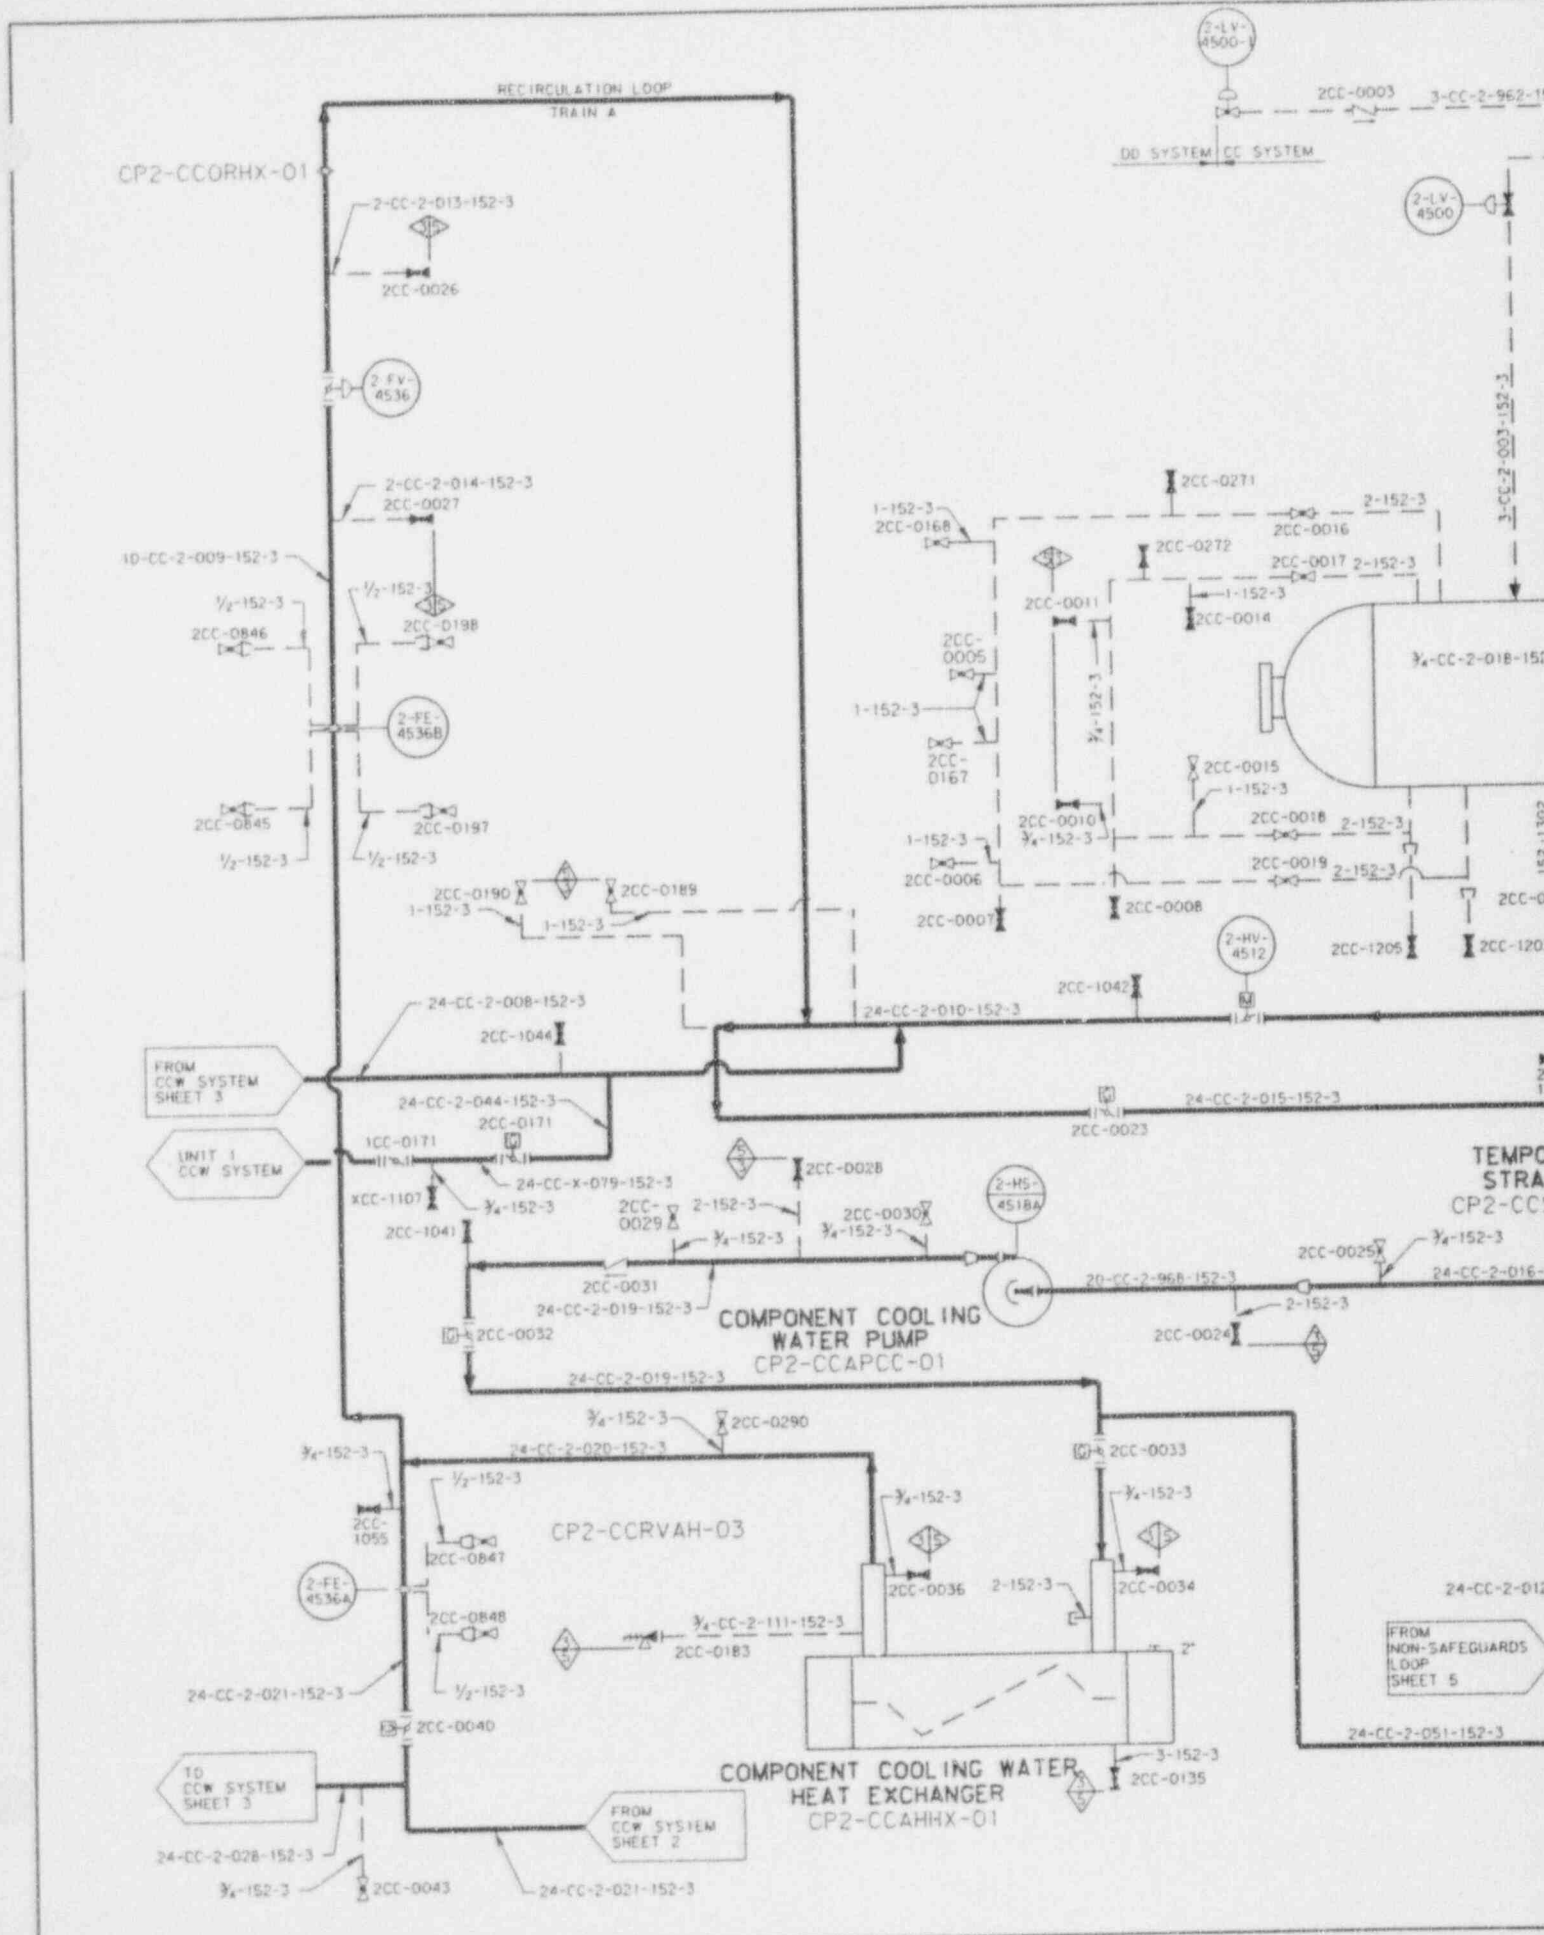 2-LV-
4500-1
RECIRCULATION LOOP
TRAIN A
2CC-0003
DD SYSTEM
CC SYSTEM
CP2-CCORHX-01
2-CC-2-013-152-3
2-LV-
4500
2CC-0026
2-FV-
4536
3-CC-2-003-152-3
2-CC-2-014-152-3
2CC-0027
10-CC-2-009-152-3
1/2-152-3
1/2-152-3
2CC-0846
2CC-0198
2-FE-
4536B
2CC-0845
2CC-0197
1/2-152-3
1/2-152-3
2CC-0271
1-152-3
2CC-0168
2-152-3
2CC-0016
2CC-0272
2CC-0017
2-152-3
2CC-0011
1-152-3
2CC-0014
2CC-
0005
3/4-152-3
1-152-3
2CC-
0167
2CC-0015
1-152-3
2CC-0010
3/4-152-3
2CC-0018
2-152-3
1-152-3
2CC-0006
2CC-0019
2-152-3
2CC-0007
2CC-0008
2CC-0190
2CC-0189
1-152-3
1-152-3
2-HV-
4512
2CC-1205
2CC-1042
24-CC-2-008-152-3
24-CC-2-010-152-3
2CC-1044
FROM
CCW SYSTEM
SHEET 3
24-CC-2-044-152-3
2CC-0171
24-CC-2-015-152-3
2CC-0023
1CC-0171
UNIT 1
CCW SYSTEM
24-CC-X-079-152-3
XCC-1107
3/4-152-3
2CC-0028
2-HS-
4518A
2CC-1041
2CC-
0029
2-152-3
2CC-0030
3/4-152-3
3/4-152-3
2CC-0025
3/4-152-3
2CC-0031
24-CC-2-019-152-3
20-CC-2-968-152-3
2-152-3
2CC-0024
2CC-0032
COMPONENT COOLING
WATER PUMP
CP2-CCAPCC-01
24-CC-2-019-152-3
3/4-152-3
2CC-0290
24-CC-2-020-152-3
2CC-0033
3/4-152-3
1/2-152-3
2CC-
1055
CP2-CCRVAH-03
3/4-152-3
3/4-152-3
2CC-0847
2-FE-
4536A
2CC-0036
2-152-3
2CC-0034
2CC-0848
3/4-CC-2-111-152-3
2CC-0183
2"
FROM
NON-SAFEGUARDS
LOOP
SHEET 5
24-CC-2-021-152-3
1/2-152-3
2CC-0040
24-CC-2-051-152-3
TO
CCW SYSTEM
SHEET 3
COMPONENT COOLING WATER
HEAT EXCHANGER
CP2-CCAHHX-01
3-152-3
2CC-0135
FROM
CCW SYSTEM
SHEET 2
24-CC-2-028-152-3
3/4-152-3
2CC-0043
24-CC-2-021-152-3